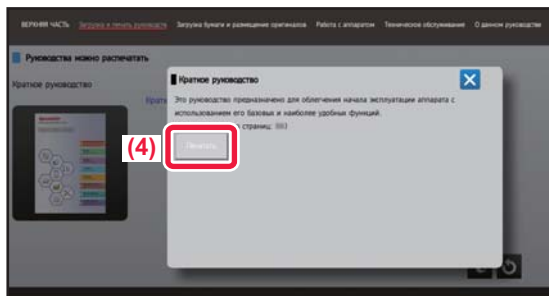 ВЕРХНЯЯ ЧАСТЬ Загрузка и печать руководств Загрузка бумаги и размещение оригиналов Работа с аппаратом Техническое обслуживание О данном руководстве
Руководства можно распечатать
Краткое руководство
Кратк
Краткое руководство
Это руководство предназначено для облегчения начала эксплуатации аппарата с
использованием его базовых и наиболее удобных функций.
страниц:
(4)
Печатать